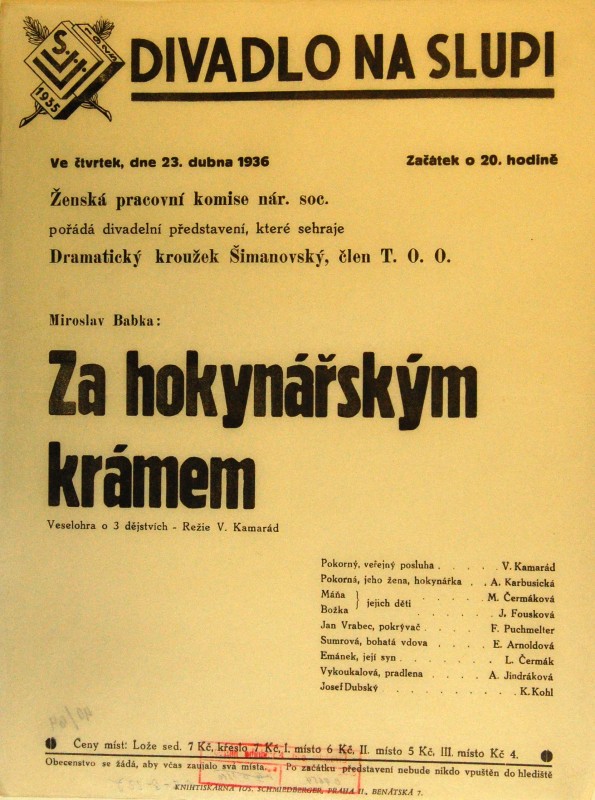 S.J.J.
1935
DIVADLO NA SLUPI
Ve čtvrtek, dne 23. dubna 1936 Začátek o 20. hodině
Ženská pracovní komise nár. soc.
pořádá divadelní představení, které sehraje
Dramatický kroužek Šimanovský, člen T. O. O.
Miroslav Babka:
Za hokynářským
krámem
Veselohra o 3 dějstvích - Režie V. Kamarád
Pokorný, veřejný posluha . . . . . V. Kamarád
Pokorná, jeho žena, hokynářka . . A. Karbusická
Máňa } jejich děti . . . . . M. Čermáková
Božka } jejich děti . . . . . J. Fousková
Jan Vrabec, pokrývač . . . . . F. Puchmelter
Sumrová, bohatá vdova . . . . E. Arnoldová
Emánek, její syn . . . . . . L. Čermák
Vykoukalová, pradlena . . . . A. Jindráková
Josef Dubský . . . . . . . . K. Kohl
Ceny míst: Lože sed. 7 Kč, křeslo 7 Kč, I. místo 6 Kč, II. místo 5 Kč, III. místo Kč 4.
Obecenstvo se žádá, aby včas zaujalo svá místa. Po začátku představení nebude nikdo vpuštěn do hlediště
KNIHTISKÁRNA JOS. SCHMIEDBERGER, PRAHA II., BENÁTSKÁ 7.